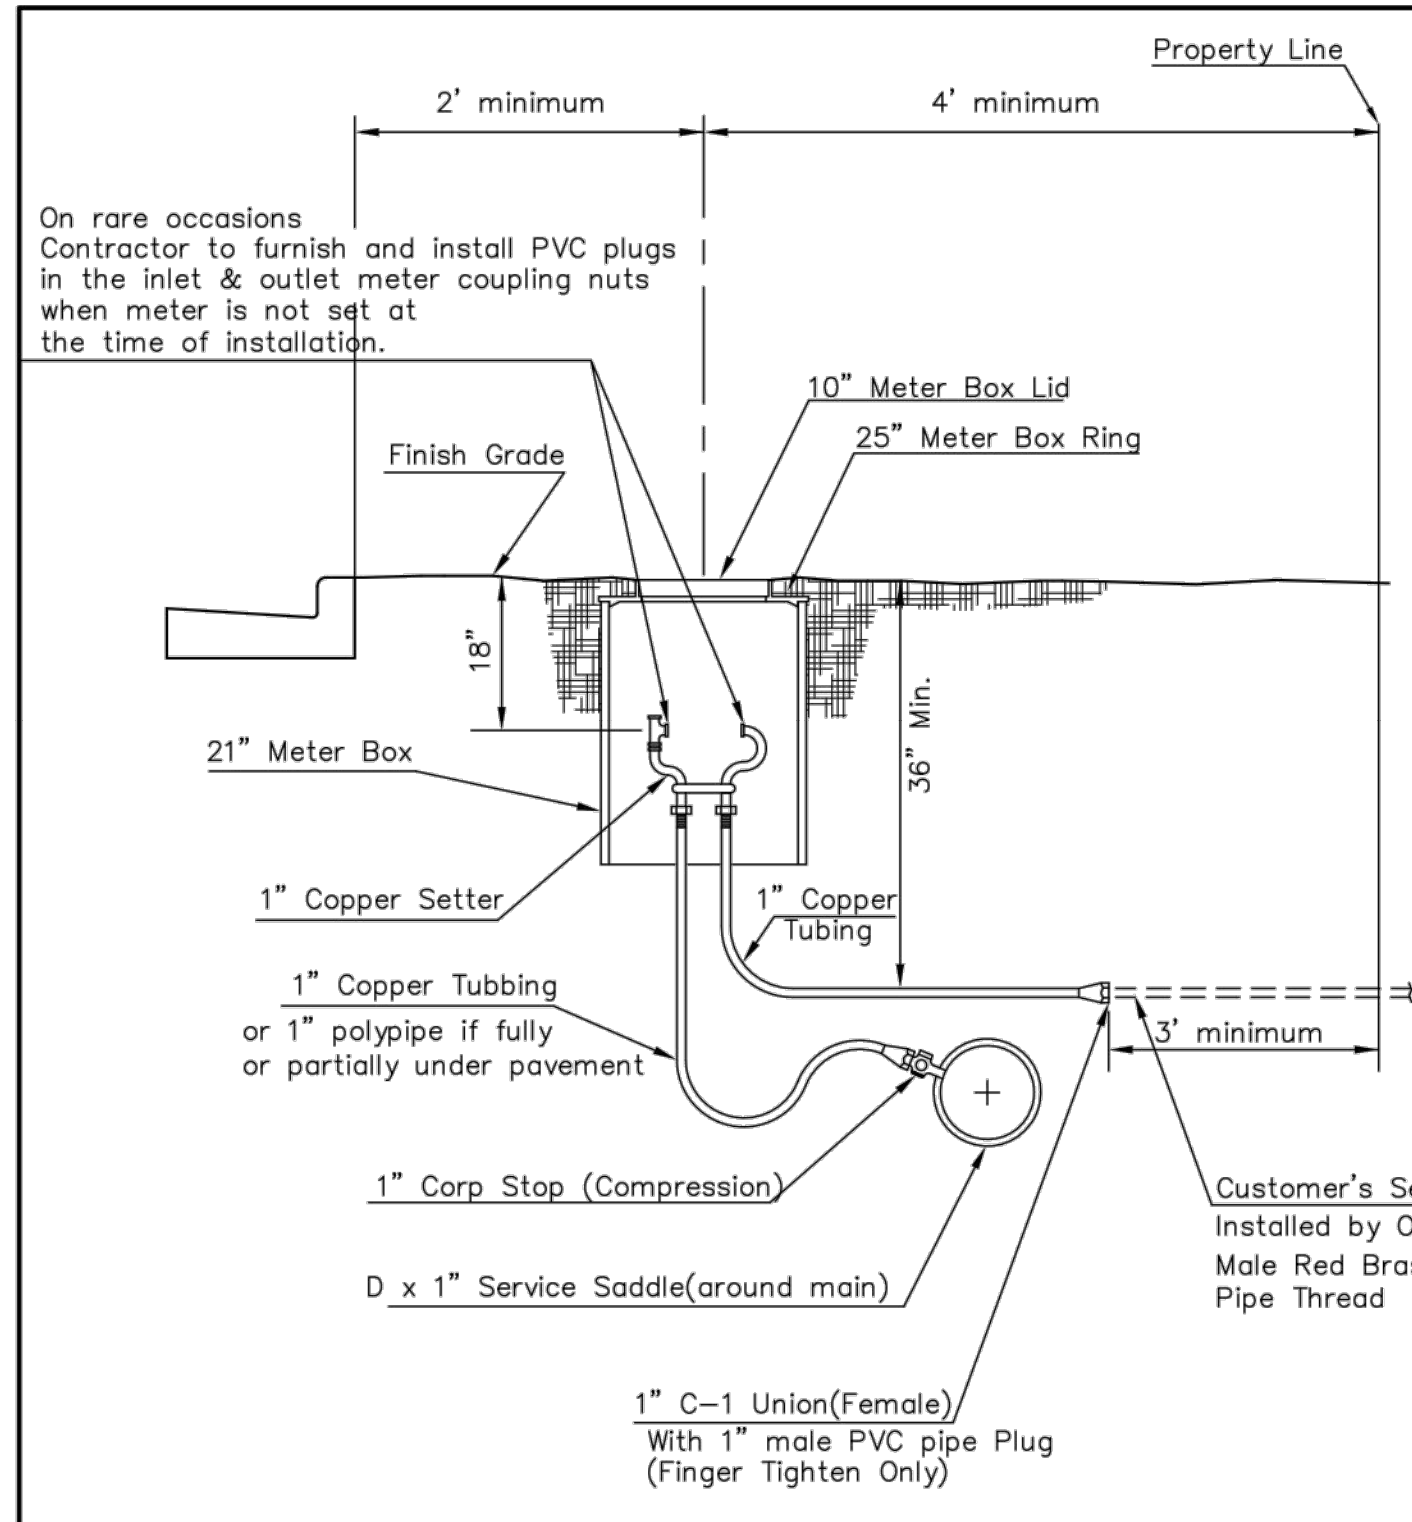 Property Line
2' minimum
4' minimum
On rare occasions
Contractor to furnish and install PVC plugs
in the inlet & outlet meter coupling nuts
when meter is not set at
the time of installation.
10" Meter Box Lid
25" Meter Box Ring
Finish Grade
18"
36" Min.
21" Meter Box
1" Copper Setter
1" Copper
Tubing
1" Copper Tubbing
or 1" polypipe if fully
or partially under pavement
3' minimum
1" Corp Stop (Compression)
Customer's
Installed by
Male Red
Pipe Thread
D x 1" Service Saddle(around main)
1" C-1 Union(Female)
With 1" male PVC pipe Plug
(Finger Tighten Only)